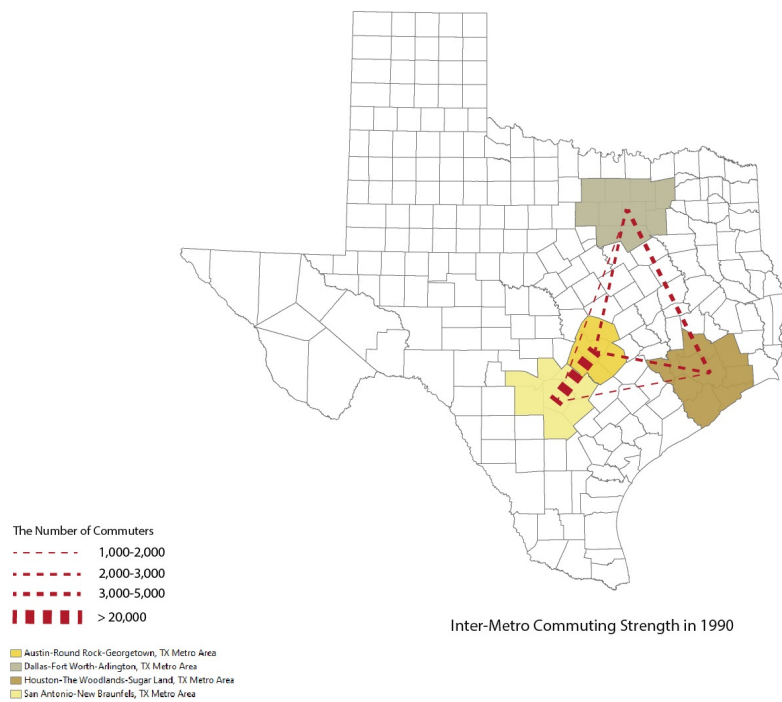 The Number of Commuters
1,000-2,000
2,000-3,000
3,000-5,000
> 20,000
Inter-Metro Commuting Strength in 1990
Austin-Round Rock-Georgetown, TX Metro Area
Dallas-Fort Worth-Arlington, TX Metro Area
Houston-The Woodlands-Sugar Land, TX Metro Area
San Antonio-New Braunfels, TX Metro Area